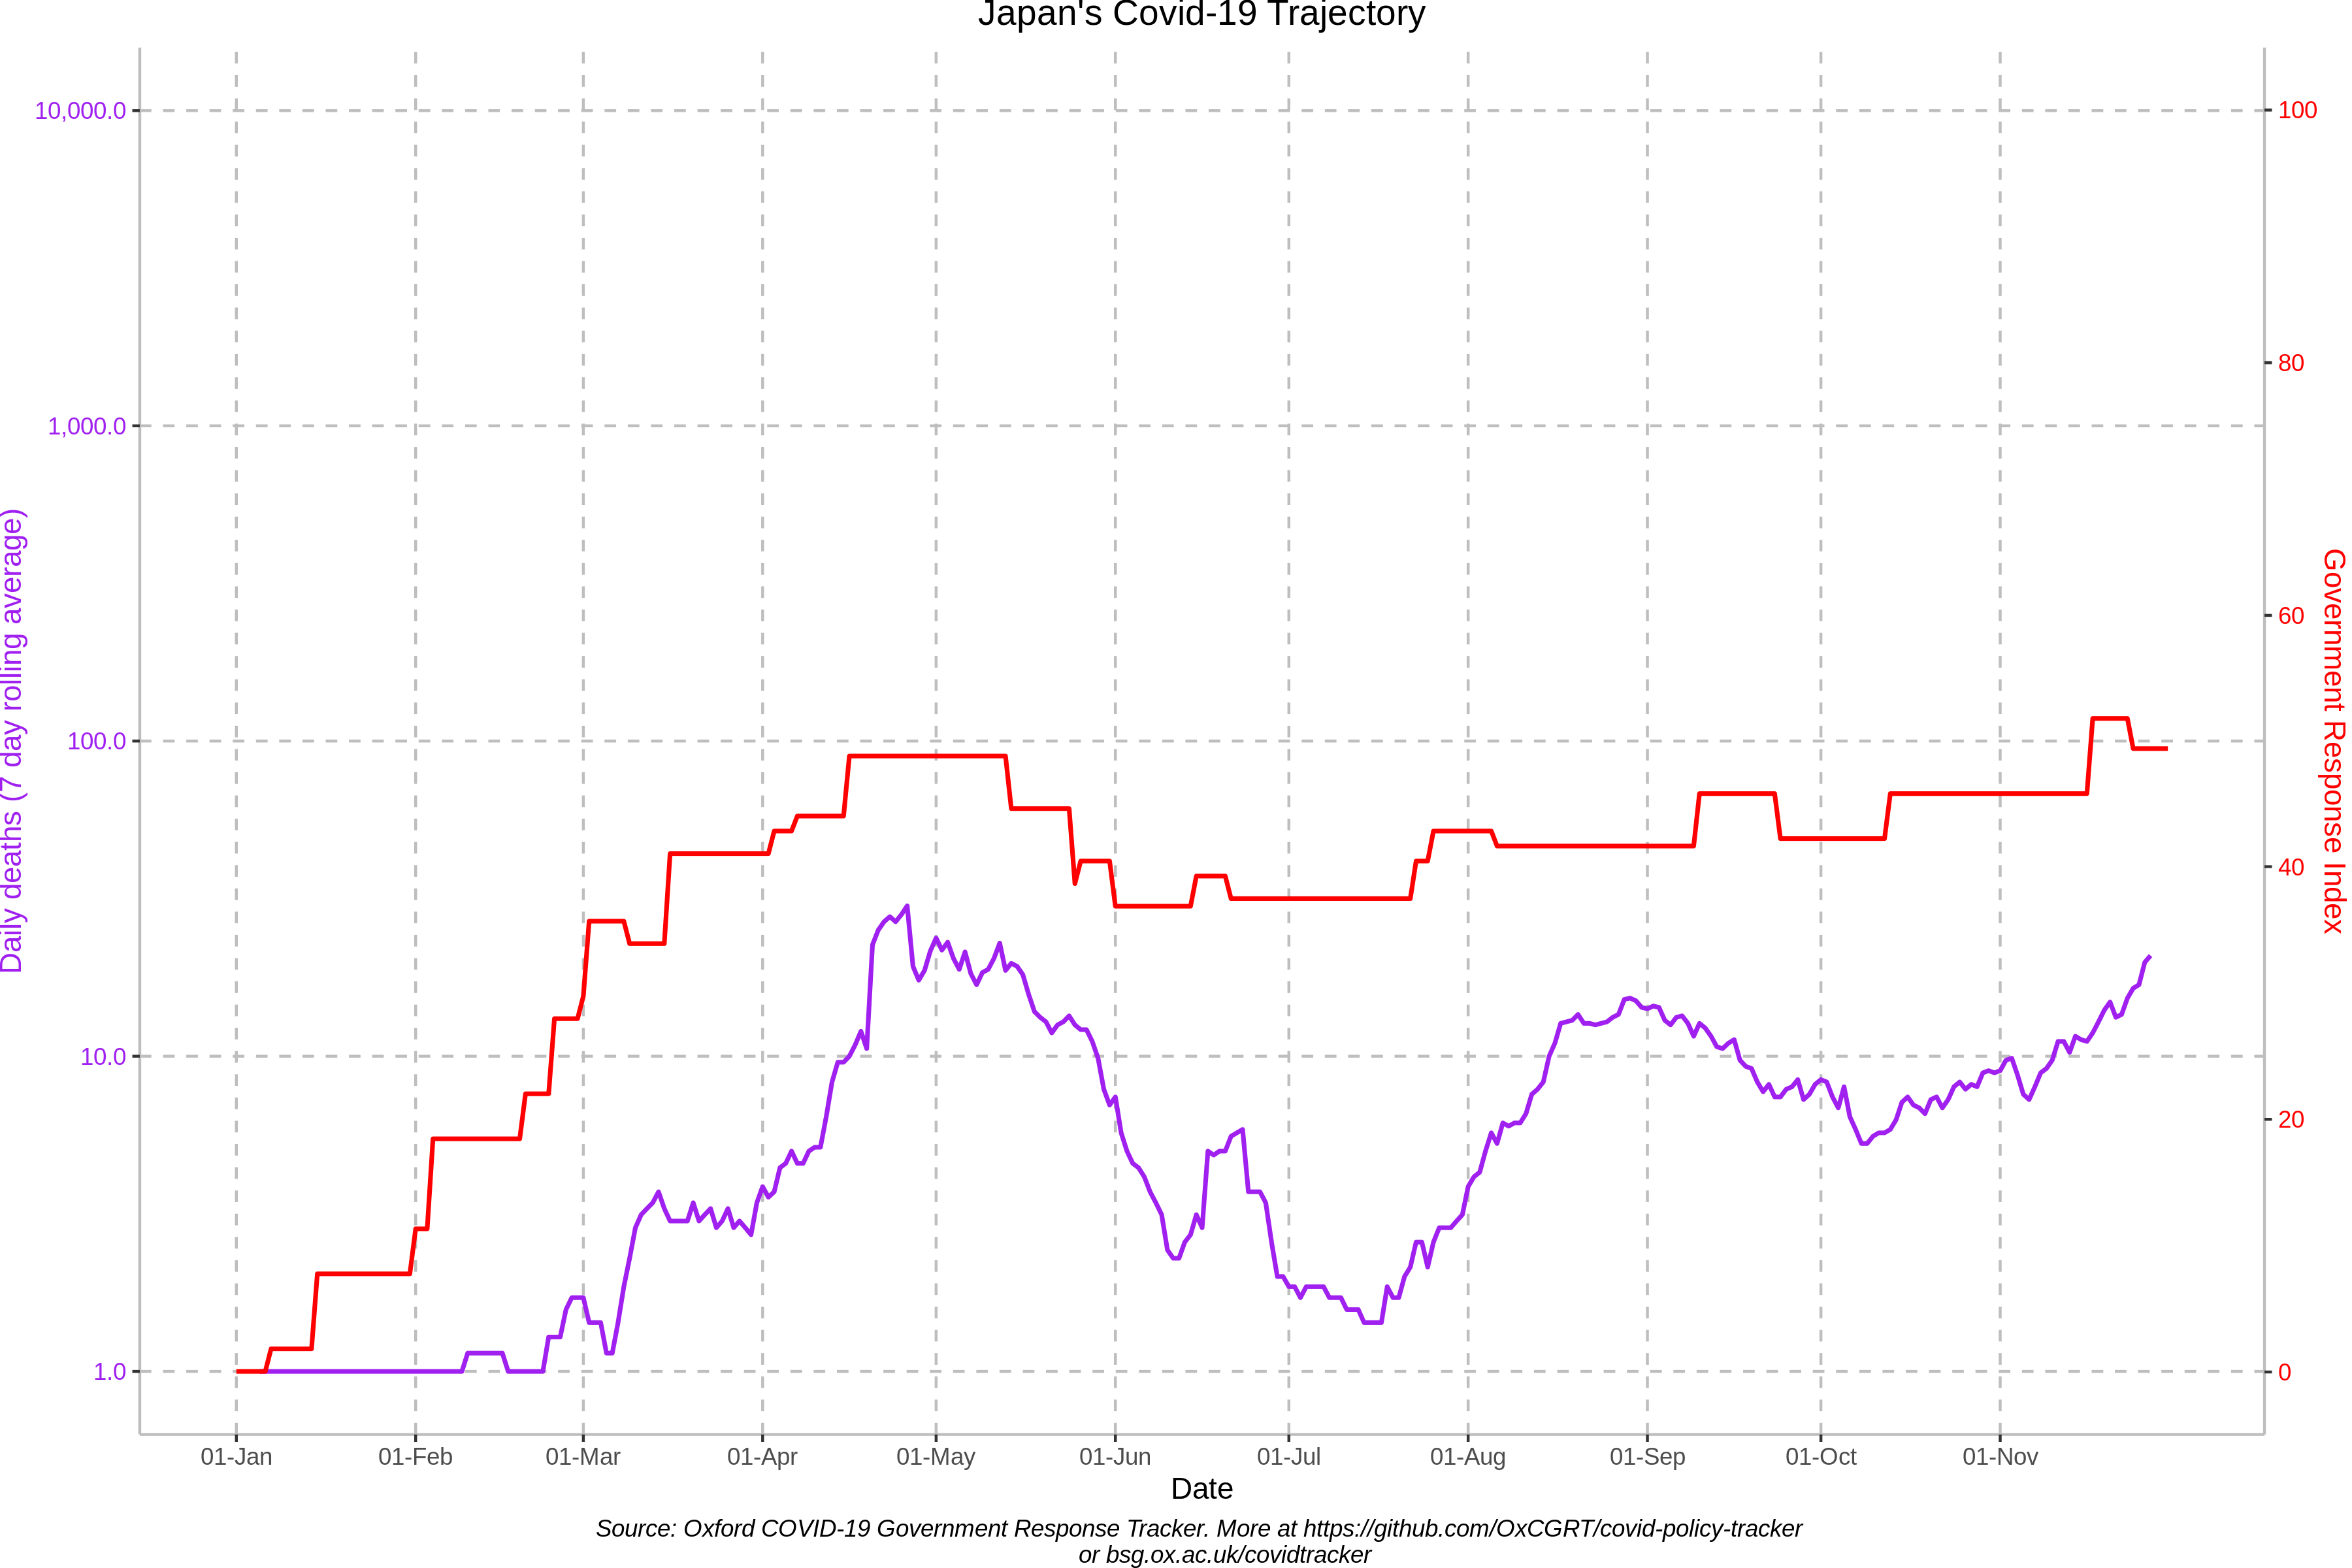 Japan's Covid-19 Trajectory
10,000.0
1,000.0
100.0
10.0
1.0
Daily deaths (7 day rolling average)
100
80
60
40
20
0
Government Response Index
01-Jan
01-Feb
01-Mar
01-Apr
01-May
01-Jun
01-Jul
01-Aug
01-Sep
01-Oct
01-Nov
Date
Source: Oxford COVID-19 Government Response Tracker. More at https://github.com/OxCGRT/covid-policy-tracker
or bsg.ox.ac.uk/covidtracker